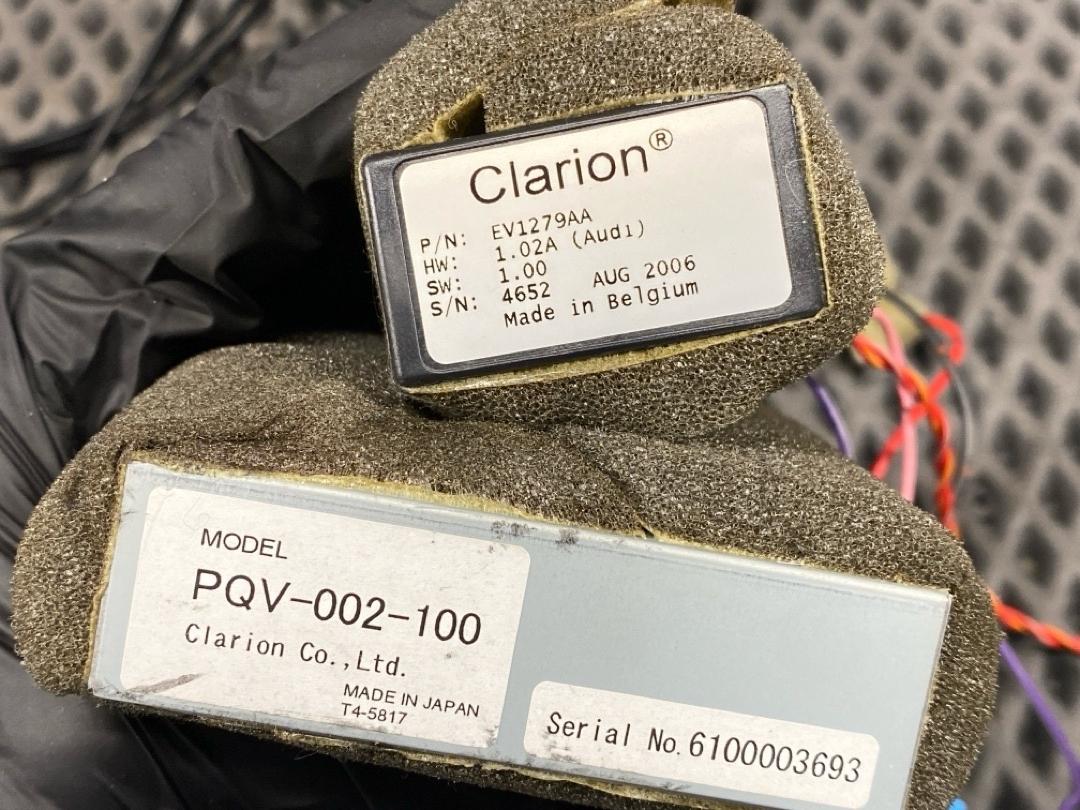 Clarion®
P/N: EV1279AA
HW: 1.02A (Audi)
SW: 1.00
S/N: 4652 AUG 2006
Made in Belgium
MODEL
PQV-002-100
Clarion Co.,Ltd.
MADE IN JAPAN
T4-5817
Serial No.6100003693